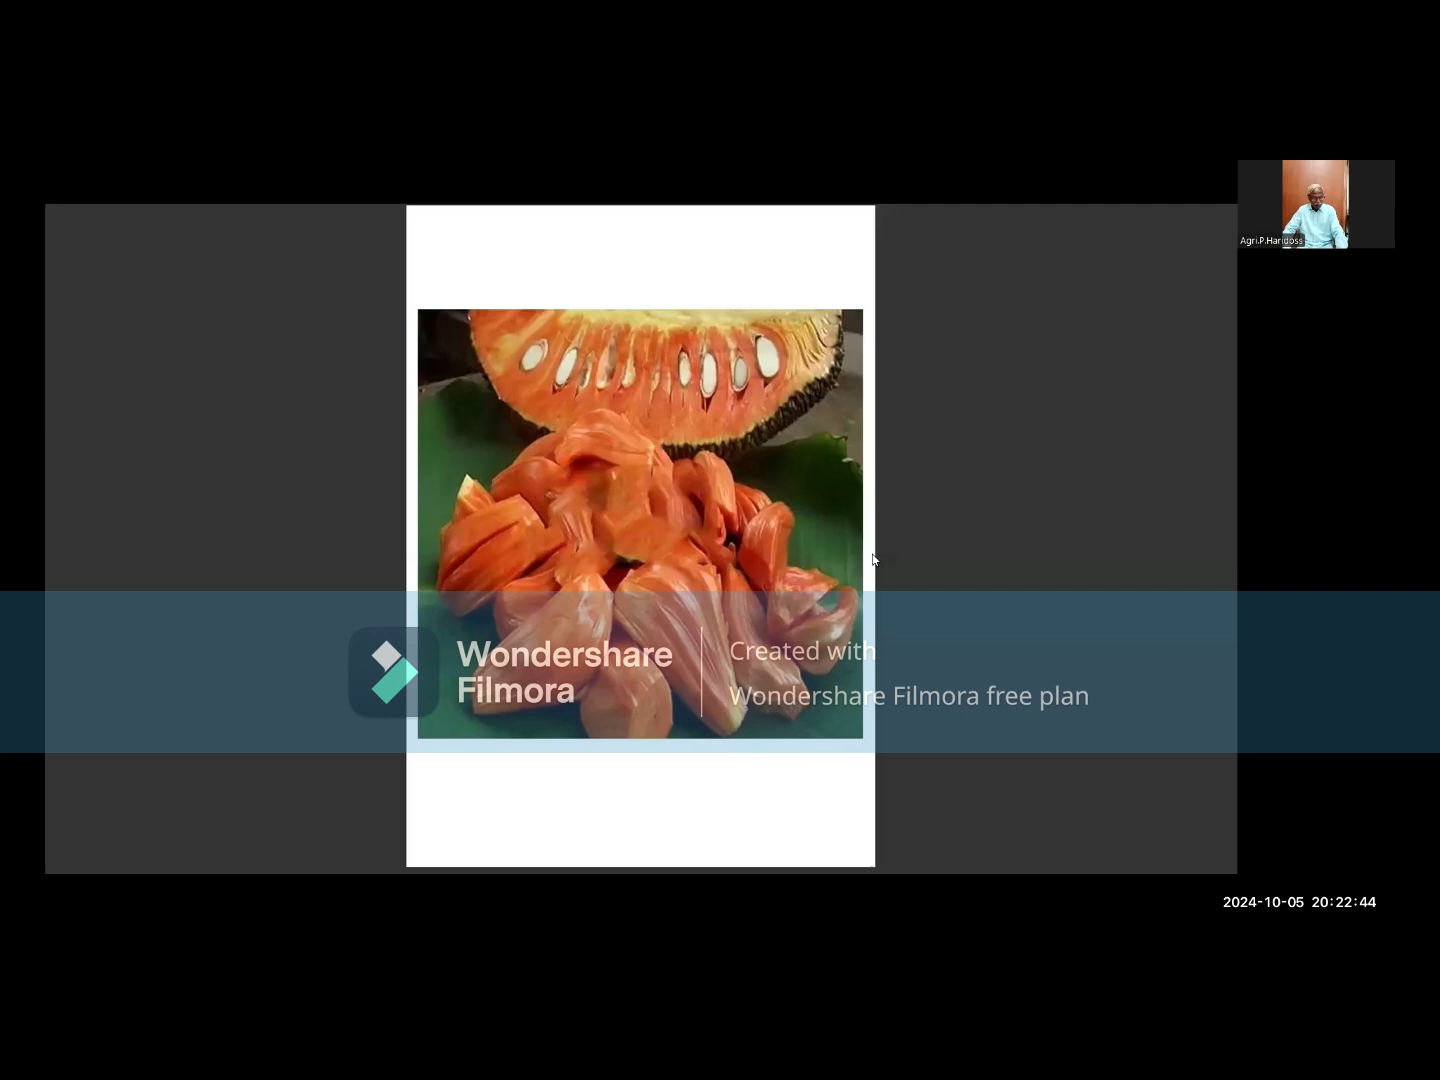 Agri.P.Haridoss
Wondershare
Filmora
Created with
Wondershare Filmora free plan
2024-10-05 20:22:44